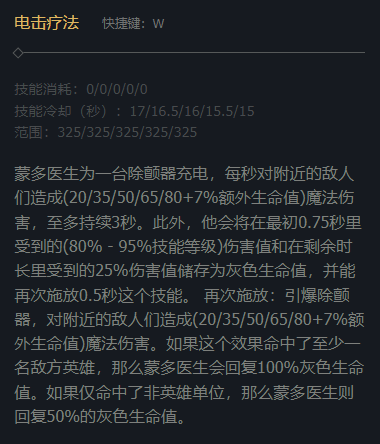 电击疗法 快捷键：W
技能消耗：0/0/0/0/0
技能冷却（秒）：17/16.5/16/15.5/15
范围：325/325/325/325/325
蒙多医生为一台除颤器充电，每秒对附近的敌人
们造成(20/35/50/65/80+7%额外生命值)魔法伤
害，至多持续3秒。此外，他会将在最初0.75秒里
受到的(80% - 95%技能等级)伤害值和在剩余时
长里受到的25%伤害值储存为灰色生命值，并能
再次施放0.5秒这个技能。 再次施放：引爆除颤
器，对附近的敌人们造成(20/35/50/65/80+7%额
外生命值)魔法伤害。如果这个效果命中了至少一
名敌方英雄，那么蒙多医生会回复100%灰色生命
值。如果仅命中了非英雄单位，那么蒙多医生则
回复50%的灰色生命值。